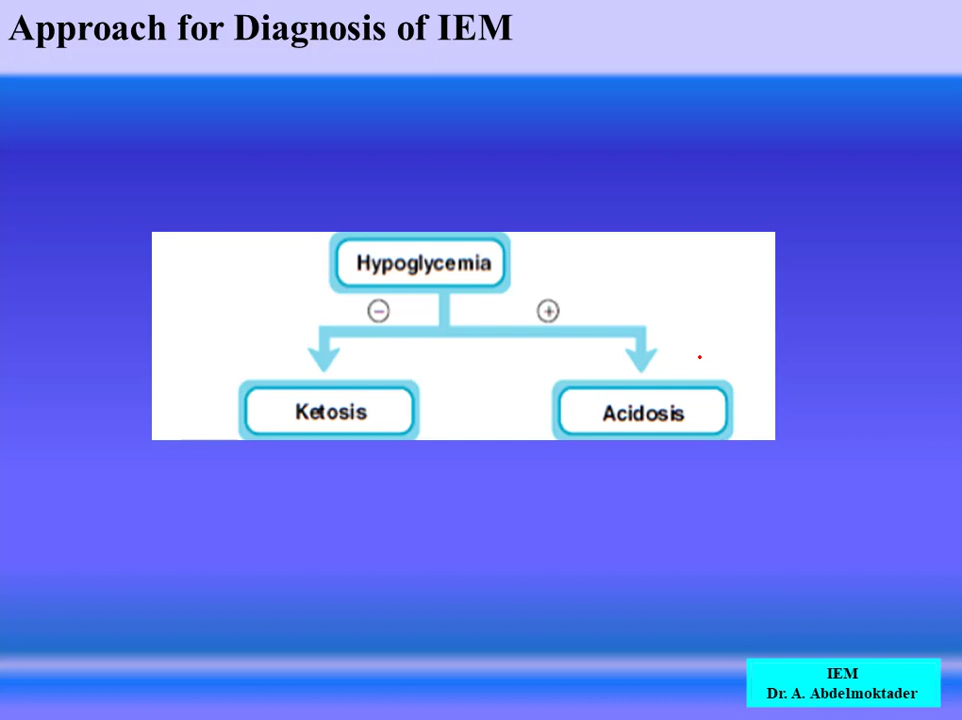 Approach for Diagnosis of IEM
Hypoglycemia
⊖ ⊕
Ketosis Acidosis
IEM
Dr. A. Abdelmoktader